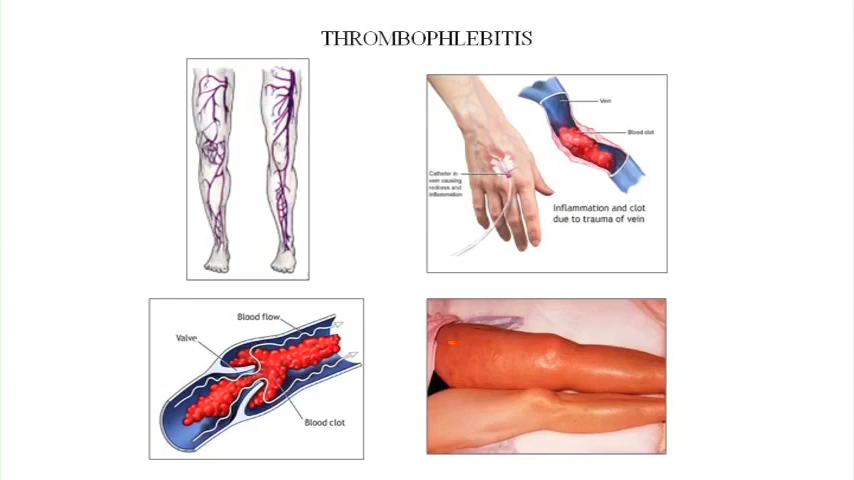 THROMBOPHLEBITIS
Vein
Blood clot
Catheter in
vein causing
redness and
inflammation
Inflammation and clot
due to trauma of vein
Blood flow
Valve
Blood clot